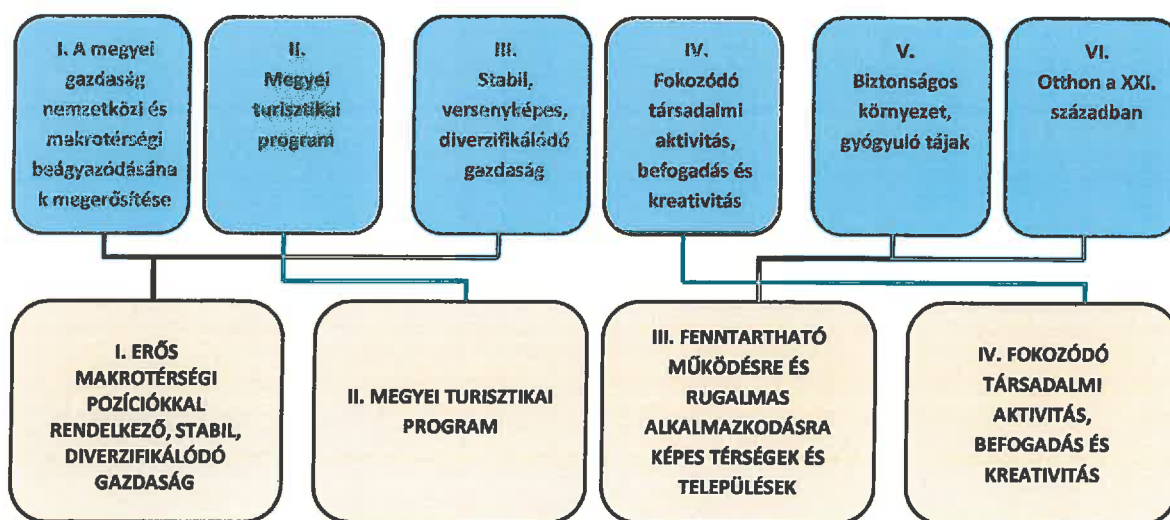 I. A megyei
gazdaság
nemzetközi és
makrotérségi
beágyazódásána
k megerősítése
II.
Megyei
turisztikai
program
III.
Stabil,
versenyképes,
diverzifikálódó
gazdaság
IV.
Fokozódó
társadalmi
aktivitás,
befogadás és
kreativitás
V.
Biztonságos
környezet,
gyógyuló tájak
VI.
Otthon a XXI.
században
I. ERŐS
MAKROTÉRSÉGI
POZÍCIÓKKAL
RENDELKEZŐ, STABIL,
DIVERZIFIKÁLÓDÓ
GAZDASÁG
II. MEGYEI TURISZTIKAI
PROGRAM
III. FENNTARTHATÓ
MŰKÖDÉSRE ÉS
RUGALMAS
ALKALMAZKODÁSRA
KÉPES TÉRSÉGEK ÉS
TELEPÜLÉSEK
IV. FOKOZÓDÓ
TÁRSADALMI
AKTIVITÁS,
BEFOGADÁS ÉS
KREATIVITÁS